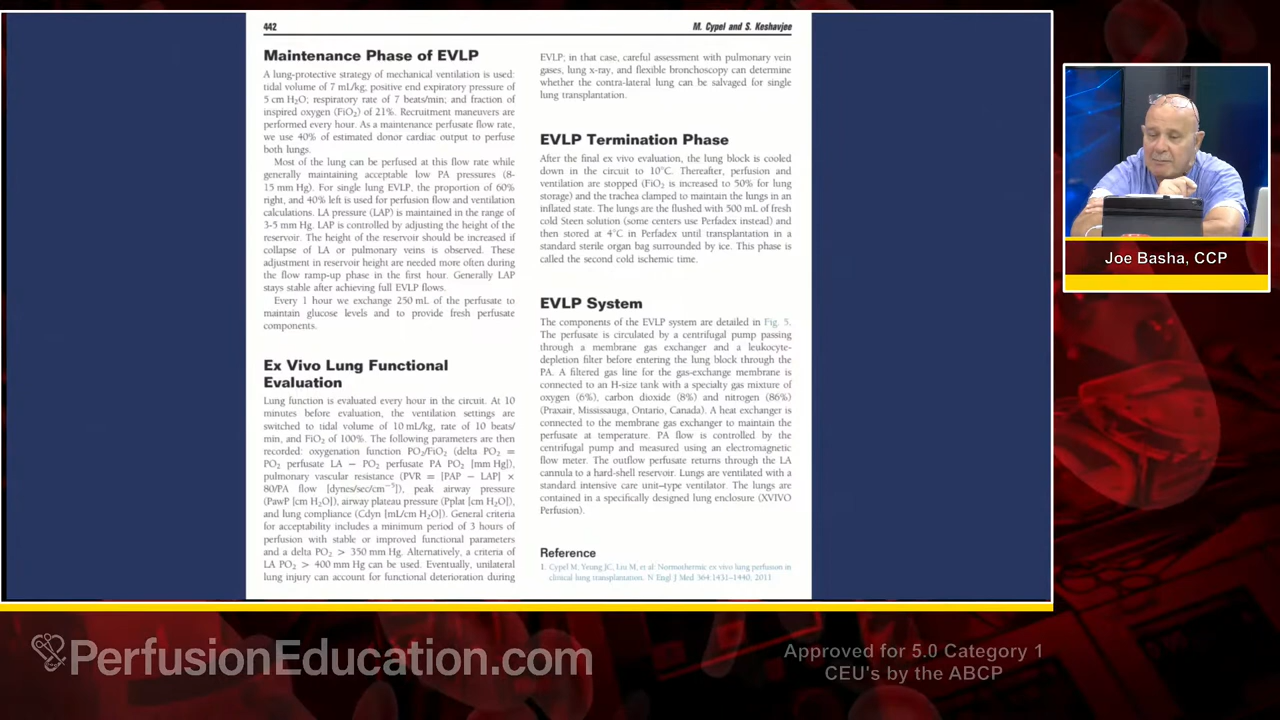 442
M. Cypel and S. Keshavjee
Maintenance Phase of EVLP
A lung-protective strategy of mechanical ventilation is used:
tidal volume of 7 mL/kg, positive end expiratory pressure of
5 cm H2O; respiratory rate of 7 beats/min; and fraction of
inspired oxygen (FiO2) of 21%. Recruitment maneuvers are
performed every hour. As a maintenance perfusate flow rate,
we use 40% of estimated donor cardiac output to perfuse
both lungs.
Most of the lung can be perfused at this flow rate while
generally maintaining acceptable low PA pressures (8-
15 mm Hg). For single lung EVLP, the proportion of 60%
right, and 40% left is used for perfusion flow and ventilation
calculations. LA pressure (LAP) is maintained in the range of
3-5 mm Hg. LAP is controlled by adjusting the height of the
reservoir. The height of the reservoir should be increased if
collapse of LA or pulmonary veins is observed. These
adjustment in reservoir height are needed more often during
the flow ramp-up phase in the first hour. Generally LAP
stays stable after achieving full EVLP flows.
Every 1 hour we exchange 250 mL of the perfusate to
maintain glucose levels and to provide fresh perfusate
components.
Ex Vivo Lung Functional
Evaluation
Lung function is evaluated every hour in the circuit. At 10
minutes before evaluation, the ventilation settings are
switched to tidal volume of 10 mL/kg, rate of 10 beats/
min, and FiO2 of 100%. The following parameters are then
recorded: oxygenation function PO2/FiO2 (delta PO2 =
PO2 perfusate LA − PO2 perfusate PA PO2 [mm Hg]),
pulmonary vascular resistance (PVR = [PAP − LAP] ×
80/PA flow [dynes/sec/cm−5]), peak airway pressure
(PawP [cm H2O]), airway plateau pressure (Pplat [cm H2O]),
and lung compliance (Cdyn [mL/cm H2O]). General criteria
for acceptability includes a minimum period of 3 hours of
perfusion with stable or improved functional parameters
and a delta PO2 > 350 mm Hg. Alternatively, a criteria of
LA PO2 > 400 mm Hg can be used. Eventually, unilateral
lung injury can account for functional deterioration during
EVLP; in that case, careful assessment with pulmonary vein
gases, lung x-ray, and flexible bronchoscopy can determine
whether the contra-lateral lung can be salvaged for single
lung transplantation.
EVLP Termination Phase
After the final ex vivo evaluation, the lung block is cooled
down in the circuit to 10°C. Thereafter, perfusion and
ventilation are stopped (FiO2 is increased to 50% for lung
storage) and the trachea clamped to maintain the lungs in an
inflated state. The lungs are the flushed with 500 mL of fresh
cold Steen solution (some centers use Perfadex instead) and
then stored at 4°C in Perfadex until transplantation in a
standard sterile organ bag surrounded by ice. This phase is
called the second cold ischemic time.
EVLP System
The components of the EVLP system are detailed in Fig. 5.
The perfusate is circulated by a centrifugal pump passing
through a membrane gas exchanger and a leukocyte-
depletion filter before entering the lung block through the
PA. A filtered gas line for the gas-exchange membrane is
connected to an H-size tank with a specialty gas mixture of
oxygen (6%), carbon dioxide (8%) and nitrogen (86%)
(Praxair, Mississauga, Ontario, Canada). A heat exchanger is
connected to the membrane gas exchanger to maintain the
perfusate at temperature. PA flow is controlled by the
centrifugal pump and measured using an electromagnetic
flow meter. The outflow perfusate returns through the LA
cannula to a hard-shell reservoir. Lungs are ventilated with a
standard intensive care unit–type ventilator. The lungs are
contained in a specifically designed lung enclosure (XVIVO
Perfusion).
Reference
1. Cypel M, Yeung JC, Liu M, et al: Normothermic ex vivo lung perfusion in
clinical lung transplantation. N Engl J Med 364:1431-1440, 2011
Joe Basha, CCP
PerfusionEducation.com
Approved for 5.0 Category 1
CEU's by the ABCP